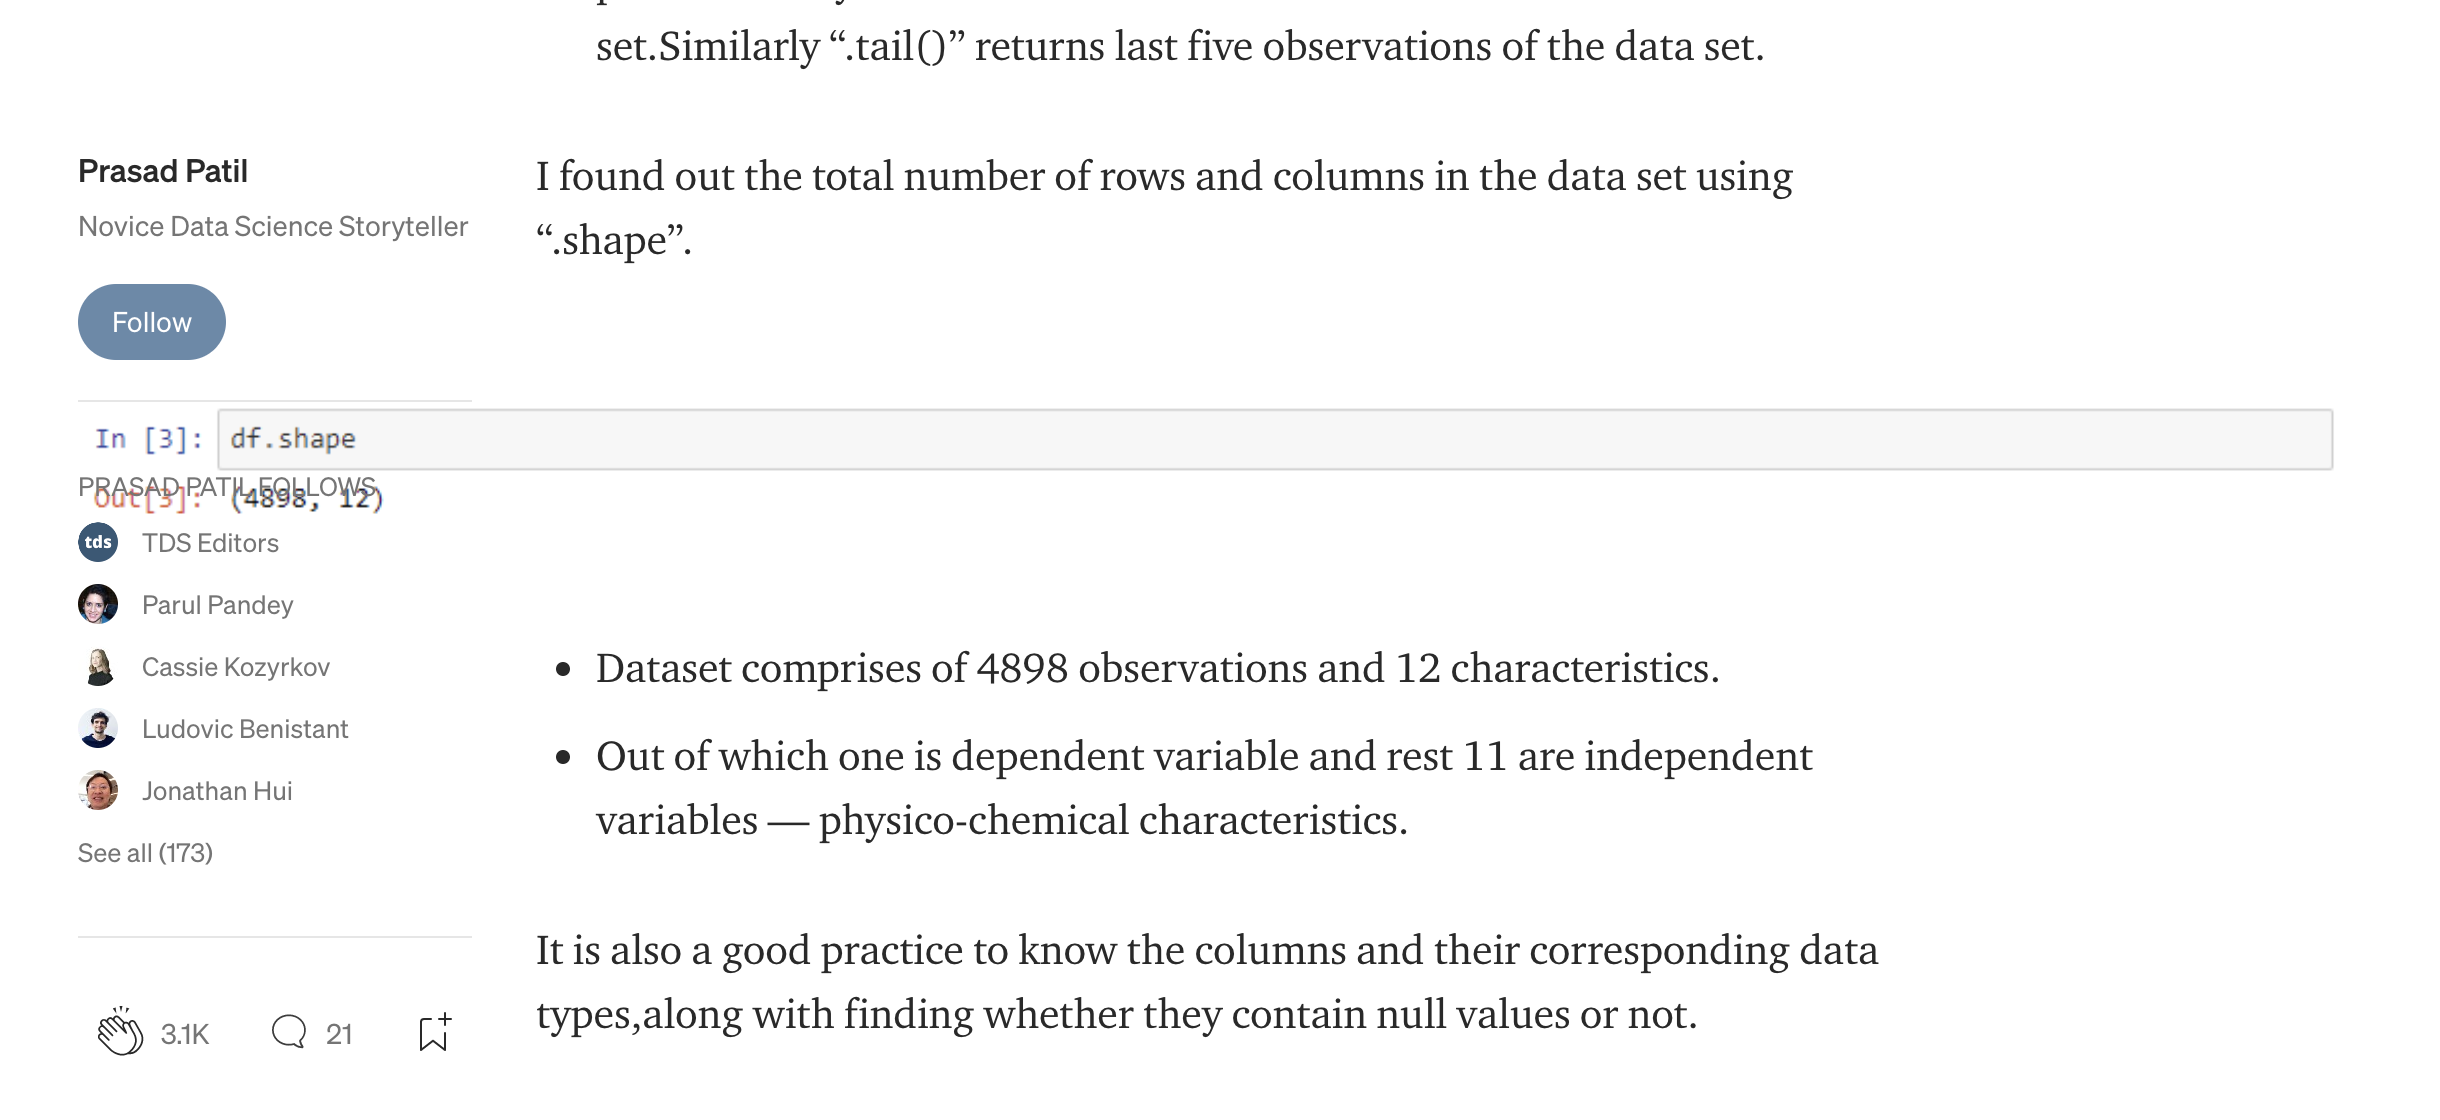 set.Similarly “.tail()” returns last five observations of the data set.
Prasad Patil
Novice Data Science Storyteller
Follow
I found out the total number of rows and columns in the data set using
“.shape”.
In [3]: df.shape
PRASAD PATIL FOLLOWS
Out[3]: (4898, 12)
tds TDS Editors
Parul Pandey
Cassie Kozyrkov
Ludovic Benistant
Jonathan Hui
See all (173)
3.1K 21
• Dataset comprises of 4898 observations and 12 characteristics.
• Out of which one is dependent variable and rest 11 are independent
variables — physico-chemical characteristics.
It is also a good practice to know the columns and their corresponding data
types,along with finding whether they contain null values or not.